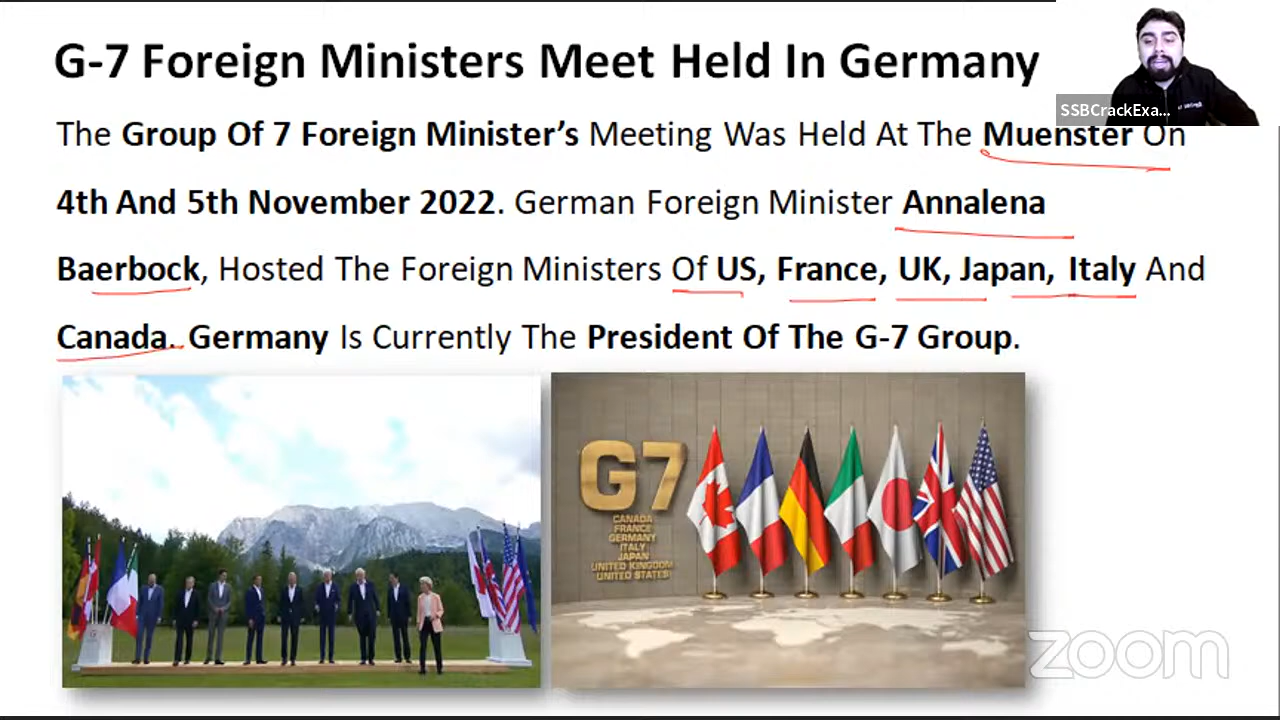 G-7 Foreign Ministers Meet Held In Germany
SSBCrackExa...
The Group Of 7 Foreign Minister's Meeting Was Held At The Muenster On
4th And 5th November 2022. German Foreign Minister Annalena
Baerbock, Hosted The Foreign Ministers Of US, France, UK, Japan, Italy And
Canada. Germany Is Currently The President Of The G-7 Group.
G7
CANADA
FRANCE
GERMANY
ITALY
JAPAN
UNITED KINGDOM
UNITED STATES
zoom